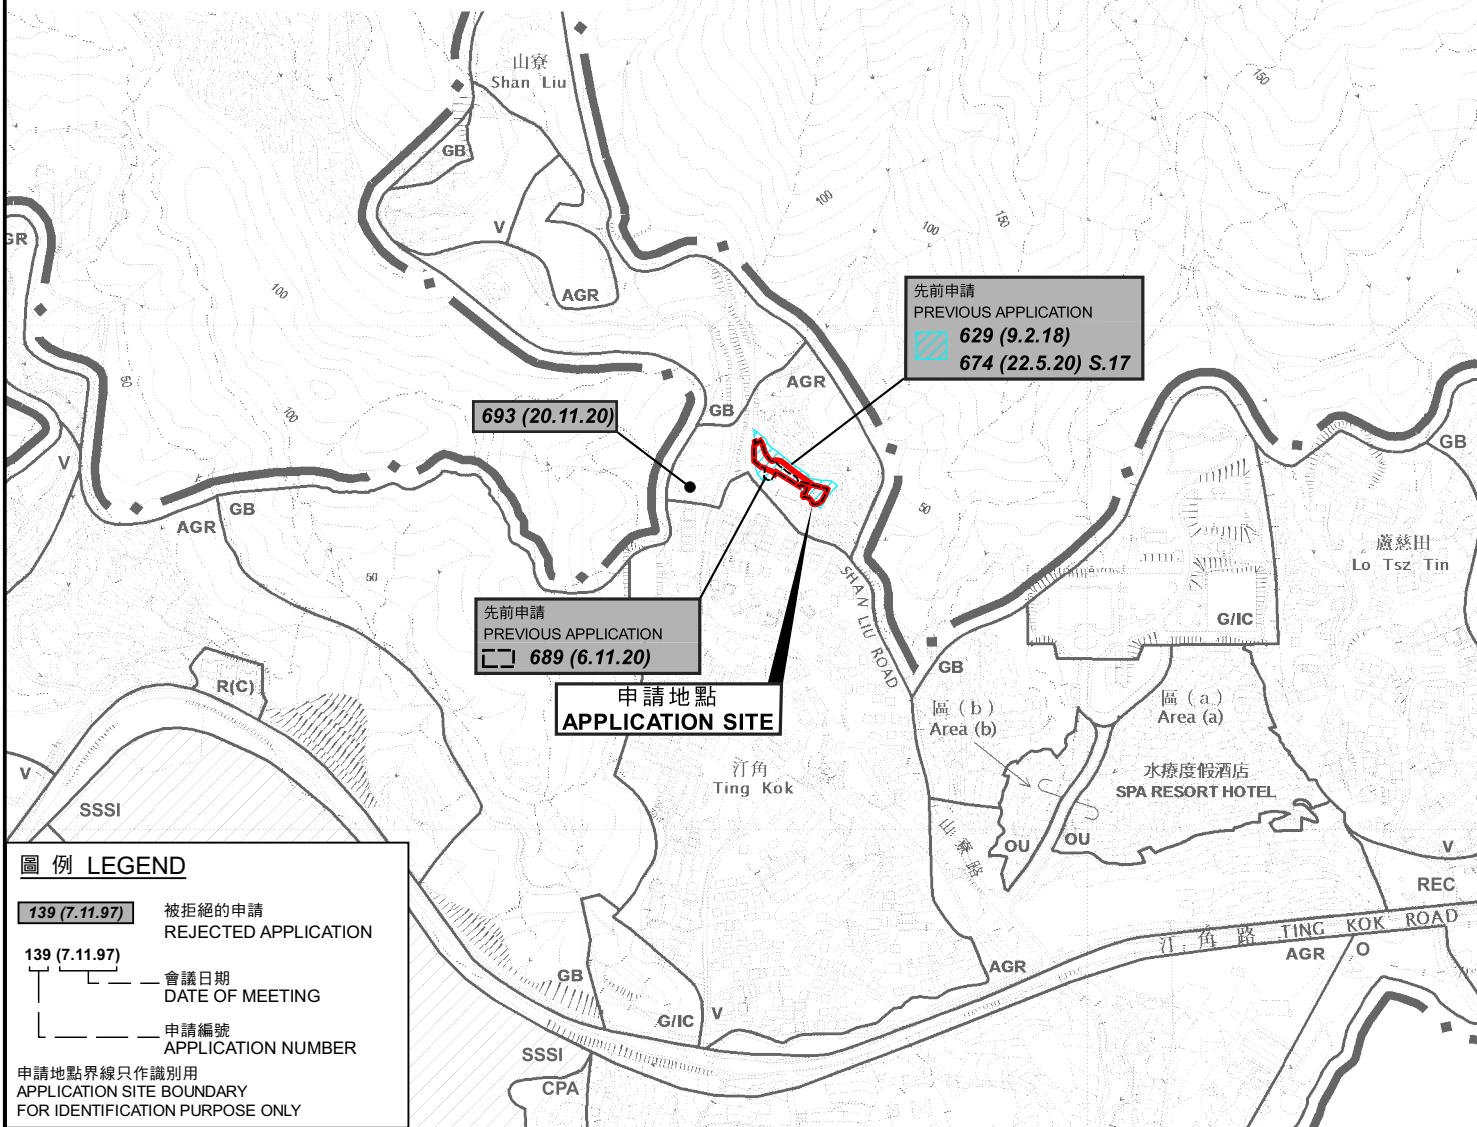 山寮
Shan Liu
150
GB
100
150
100
V
GR
AGR
100
先前申請
PREVIOUS APPLICATION
629 (9.2.18)
674 (22.5.20) S.17
50
AGR
693 (20.11.20)
GB
100
GB
V
GB
AGR
50
蘆慈田
Lo Tsz Tin
50
SHAN LIU ROAD
先前申請
PREVIOUS APPLICATION
689 (6.11.20)
G/IC
GB
R(C)
申請地點
APPLICATION SITE
區（b）
Area (b)
區（a）
Area (a)
汀角
Ting Kok
水療度假酒店
SPA RESORT HOTEL
V
SSSI
山寮路
OU
OU
V
REC
汀角路 TING KOK ROAD
AGR
O
AGR
GB
G/IC
V
SSSI
CPA
圖例 LEGEND
139 (7.11.97)
被拒絕的申請
REJECTED APPLICATION
139 (7.11.97)
會議日期
DATE OF MEETING
申請編號
APPLICATION NUMBER
申請地點界線只作識別用
APPLICATION SITE BOUNDARY
FOR IDENTIFICATION PURPOSE ONLY